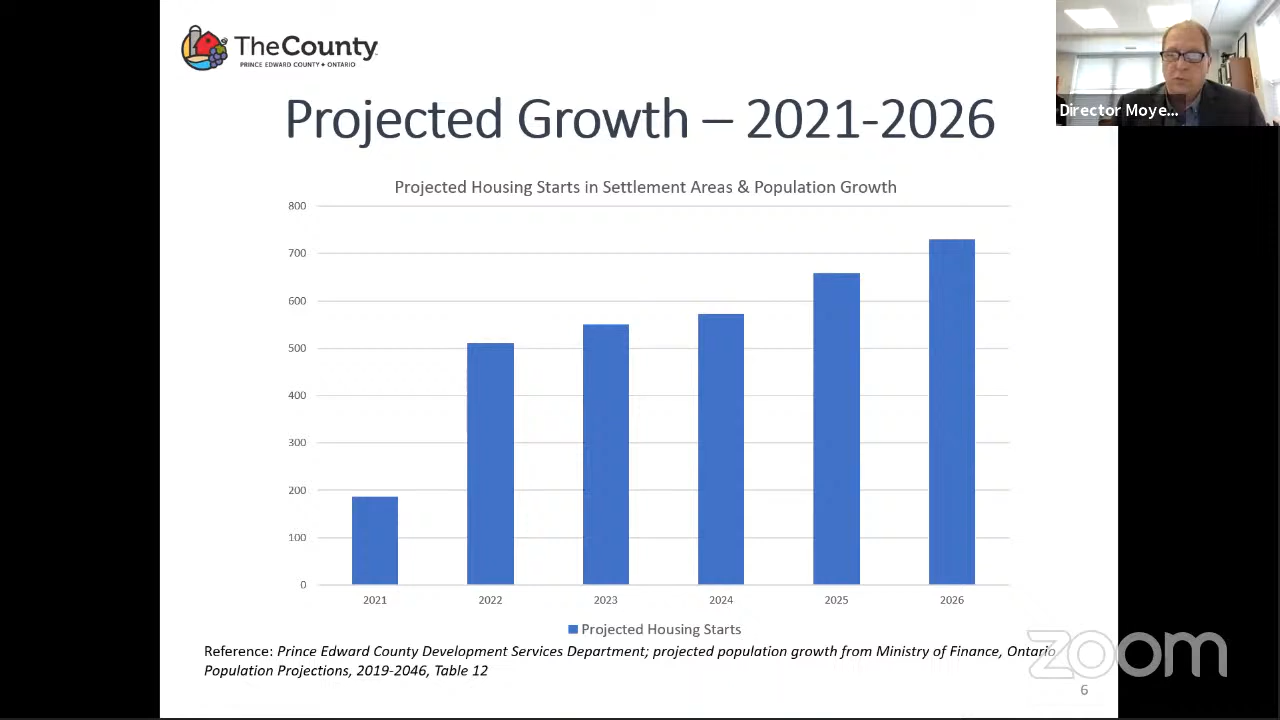 TheCounty
PRINCE EDWARD COUNTY • ONTARIO
Director Moye...
Projected Growth – 2021-2026
Projected Housing Starts in Settlement Areas & Population Growth
800
700
600
500
400
300
200
100
0
2021 2022 2023 2024 2025 2026
Projected Housing Starts
Reference: Prince Edward County Development Services Department; projected population growth from Ministry of Finance, Ontario
Population Projections, 2019-2046, Table 12
zoom
6